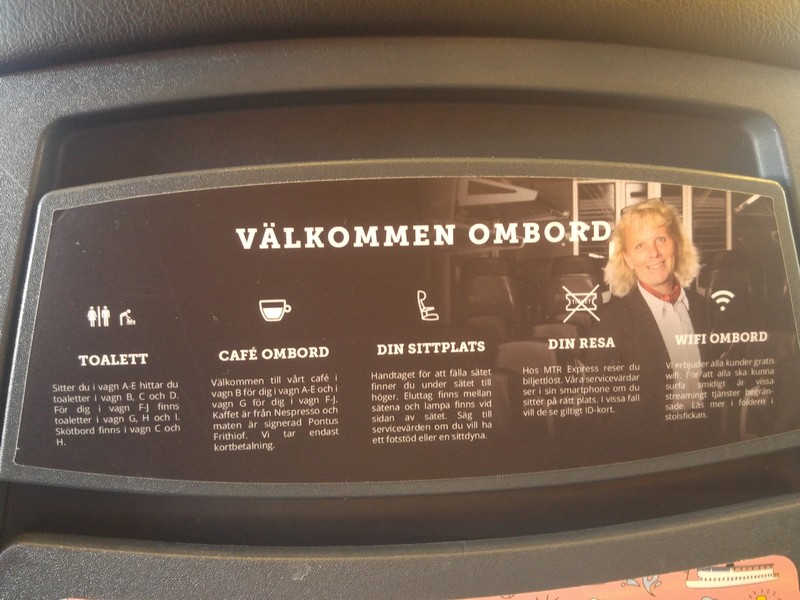 VÄLKOMMEN OMBORD
TOALETT
Sitter du i vagn A-E hittar du
toaletter i vagn B, C och D.
För dig i vagn F-J finns
toaletter i vagn G, H och I.
Skötbord finns i vagn C och
H.
CAFÉ OMBORD
Välkommen till vårt café i
vagn B för dig i vagn A-E och i
vagn G för dig i vagn F-J.
Kaffet är från Nespresso och
maten är signerad Pontus
Frithiof. Vi tar endast
kortbetalning.
DIN SITTPLATS
Handtaget för att fälla sätet
finner du under sätet till
höger. Eluttag finns mellan
sätena och lampa finns vid
sidan av sätet. Säg till
servicevärden om du vill ha
ett fotstöd eller en sittdyna.
DIN RESA
Hos MTR Express reser du
biljettlöst. Våra servicevärdar
ser i sin smartphone om du
sitter på rätt plats. I vissa fall
vill de se giltigt ID-kort.
WIFI OMBORD
Vi erbjuder alla kunder gratis
wifi. För att alla ska kunna
surfa smidigt är vissa
streamingt tjänster begrän-
sade. Läs mer i foldern i
stolsfickan.